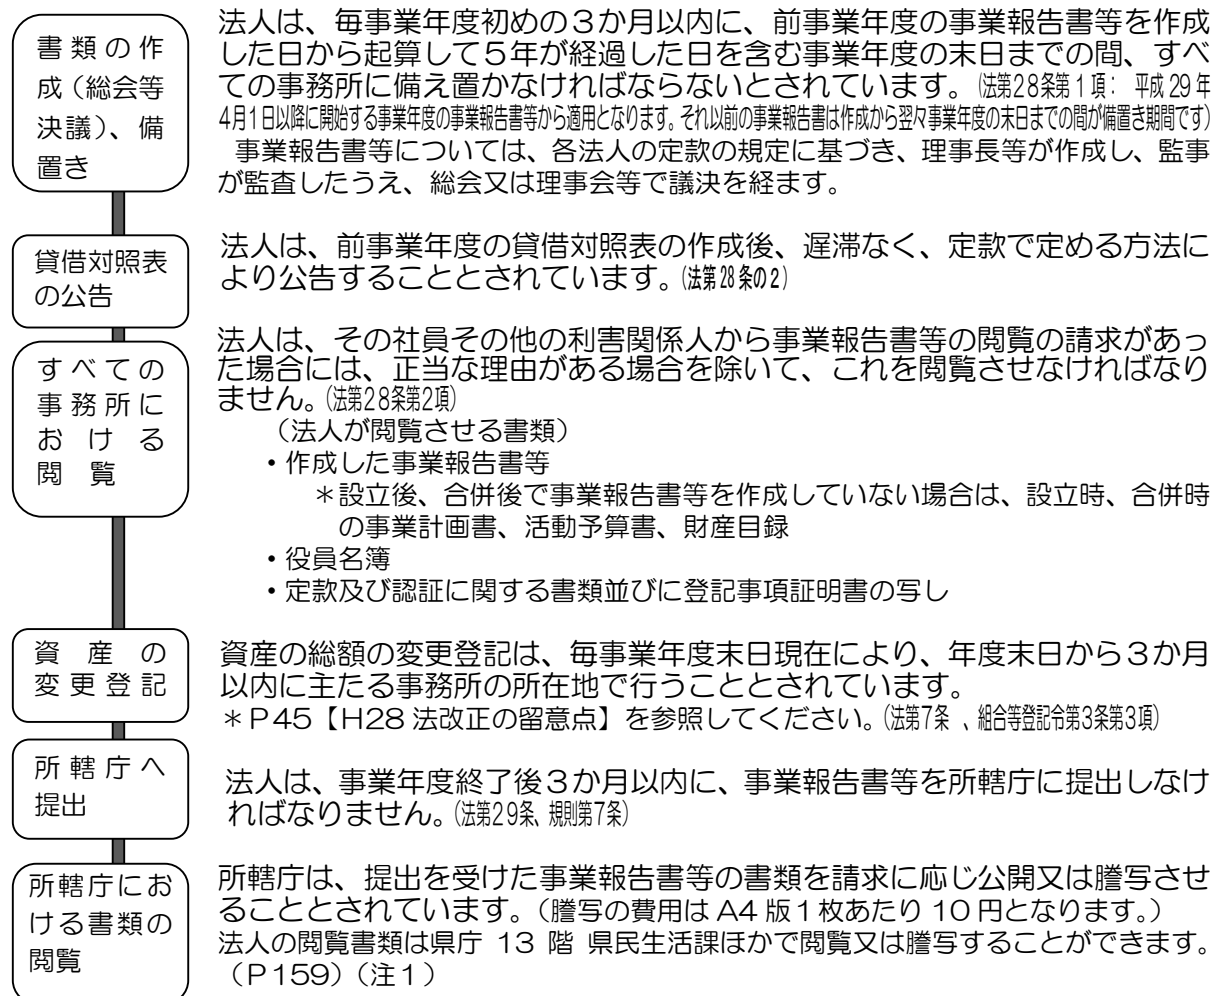 書類の作
成（総会等
決議）、備
置き
法人は、毎事業年度初めの３か月以内に、前事業年度の事業報告書等を作成
した日から起算して５年が経過した日を含む事業年度の末日までの間、すべ
ての事務所に備え置かなければならないとされています。（法第２８条第１項：　平成29年
４月１日以降に開始する事業年度の事業報告書等から適用となります。それ以前の事業報告書は作成から翌々事業年度の末日までの間が備置き期間です）
事業報告書等については、各法人の定款の規定に基づき、理事長等が作成し、監事
が監査したうえ、総会又は理事会等で議決を経ます。
貸借対照表
の公告
法人は、前事業年度の貸借対照表の作成後、遅滞なく、定款で定める方法に
より公告することとされています。（法第28条の２）
すべての
事務所に
おける
閲覧
法人は、その社員その他の利害関係人から事業報告書等の閲覧の請求があっ
た場合には、正当な理由がある場合を除いて、これを閲覧させなければなり
ません。（法第２８条第２項）
（法人が閲覧させる書類）
・作成した事業報告書等
＊設立後、合併後で事業報告書等を作成していない場合は、設立時、合併時
の事業計画書、活動予算書、財産目録
・役員名簿
・定款及び認証に関する書類並びに登記事項証明書の写し
資産の
変更登記
資産の総額の変更登記は、毎事業年度末日現在により、年度末日から３か月
以内に主たる事務所の所在地で行うこととされています。
＊Ｐ45【Ｈ28 法改正の留意点】を参照してください。（法第７条 、組合等登記令第３条第３項）
所轄庁へ
提出
法人は、事業年度終了後３か月以内に、事業報告書等を所轄庁に提出しなけ
ればなりません。（法第２９条、規則第７条）
所轄庁にお
ける書類の
閲覧
所轄庁は、提出を受けた事業報告書等の書類を請求に応じ公開又は謄写させ
ることとされています。（謄写の費用は A4 版１枚あたり 10 円となります。）
法人の閲覧書類は県庁 13 階 県民生活課ほかで閲覧又は謄写することができます。
（Ｐ159）（注１）